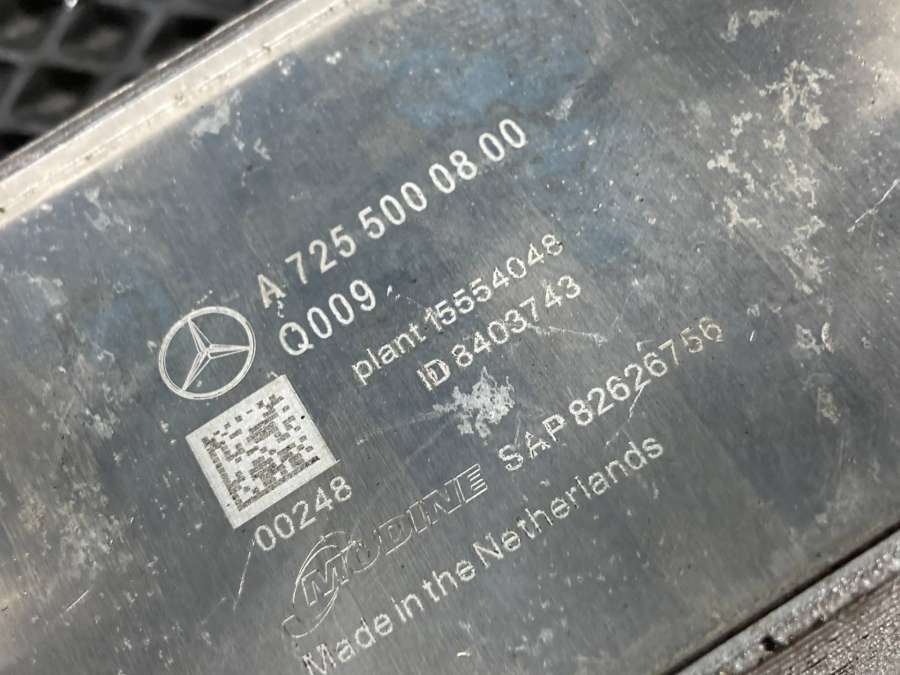 A 725 500 08 00
Q009
plant 15554048
ID 8403743
SAP 82626756
00248
MODINE
Made in the Netherlands